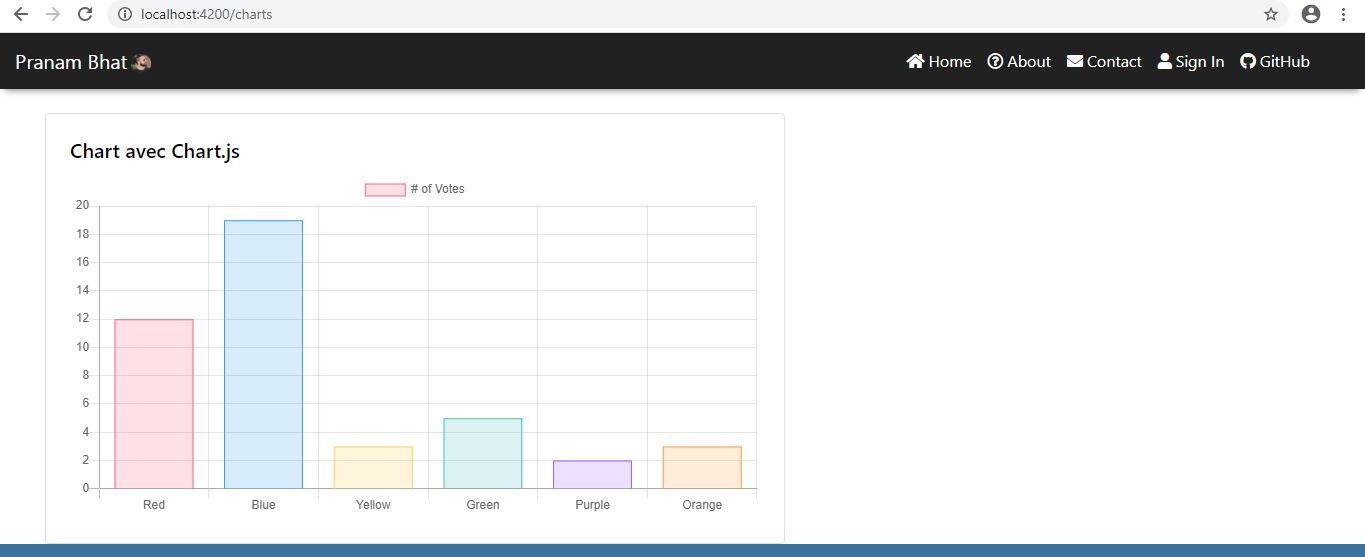 localhost:4200/charts
Pranam Bhat Home About Contact Sign In GitHub
Chart avec Chart.js
# of Votes
20
18
16
14
12
10
8
6
4
2
0
Red Blue Yellow Green Purple Orange